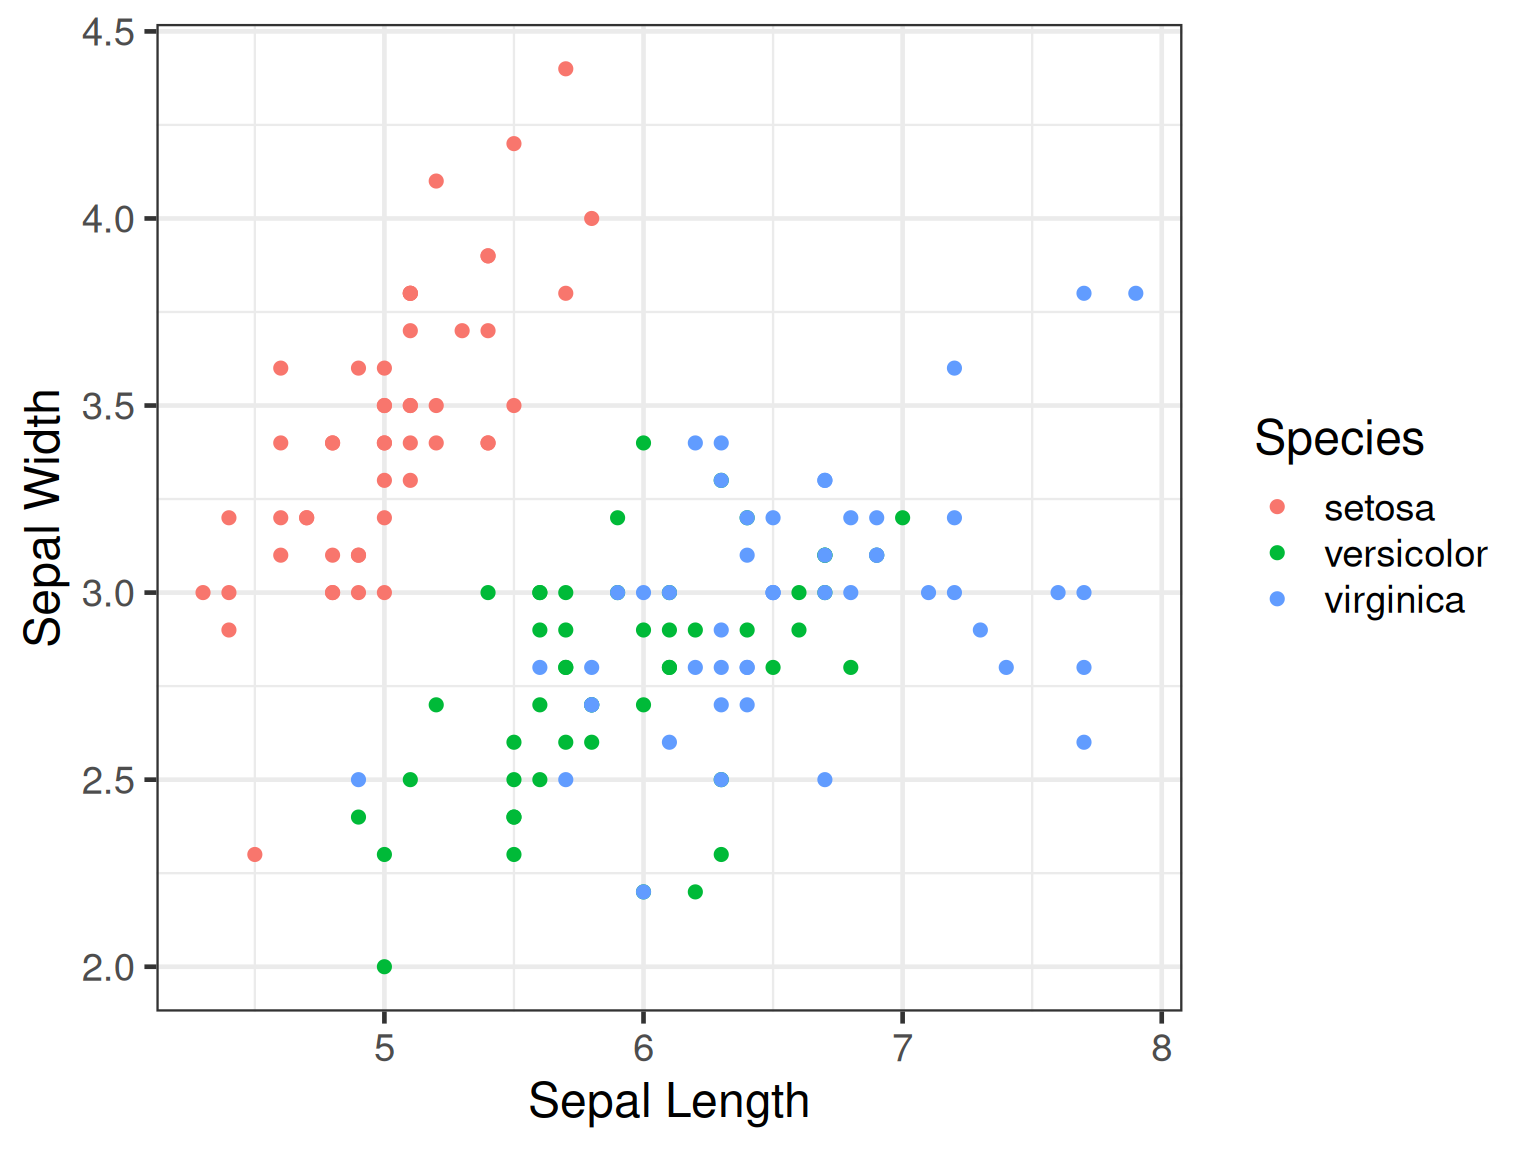 4.5
4.0
3.5
3.0
2.5
2.0
Sepal Width
5 6 7 8
Sepal Length
Species
setosa
versicolor
virginica